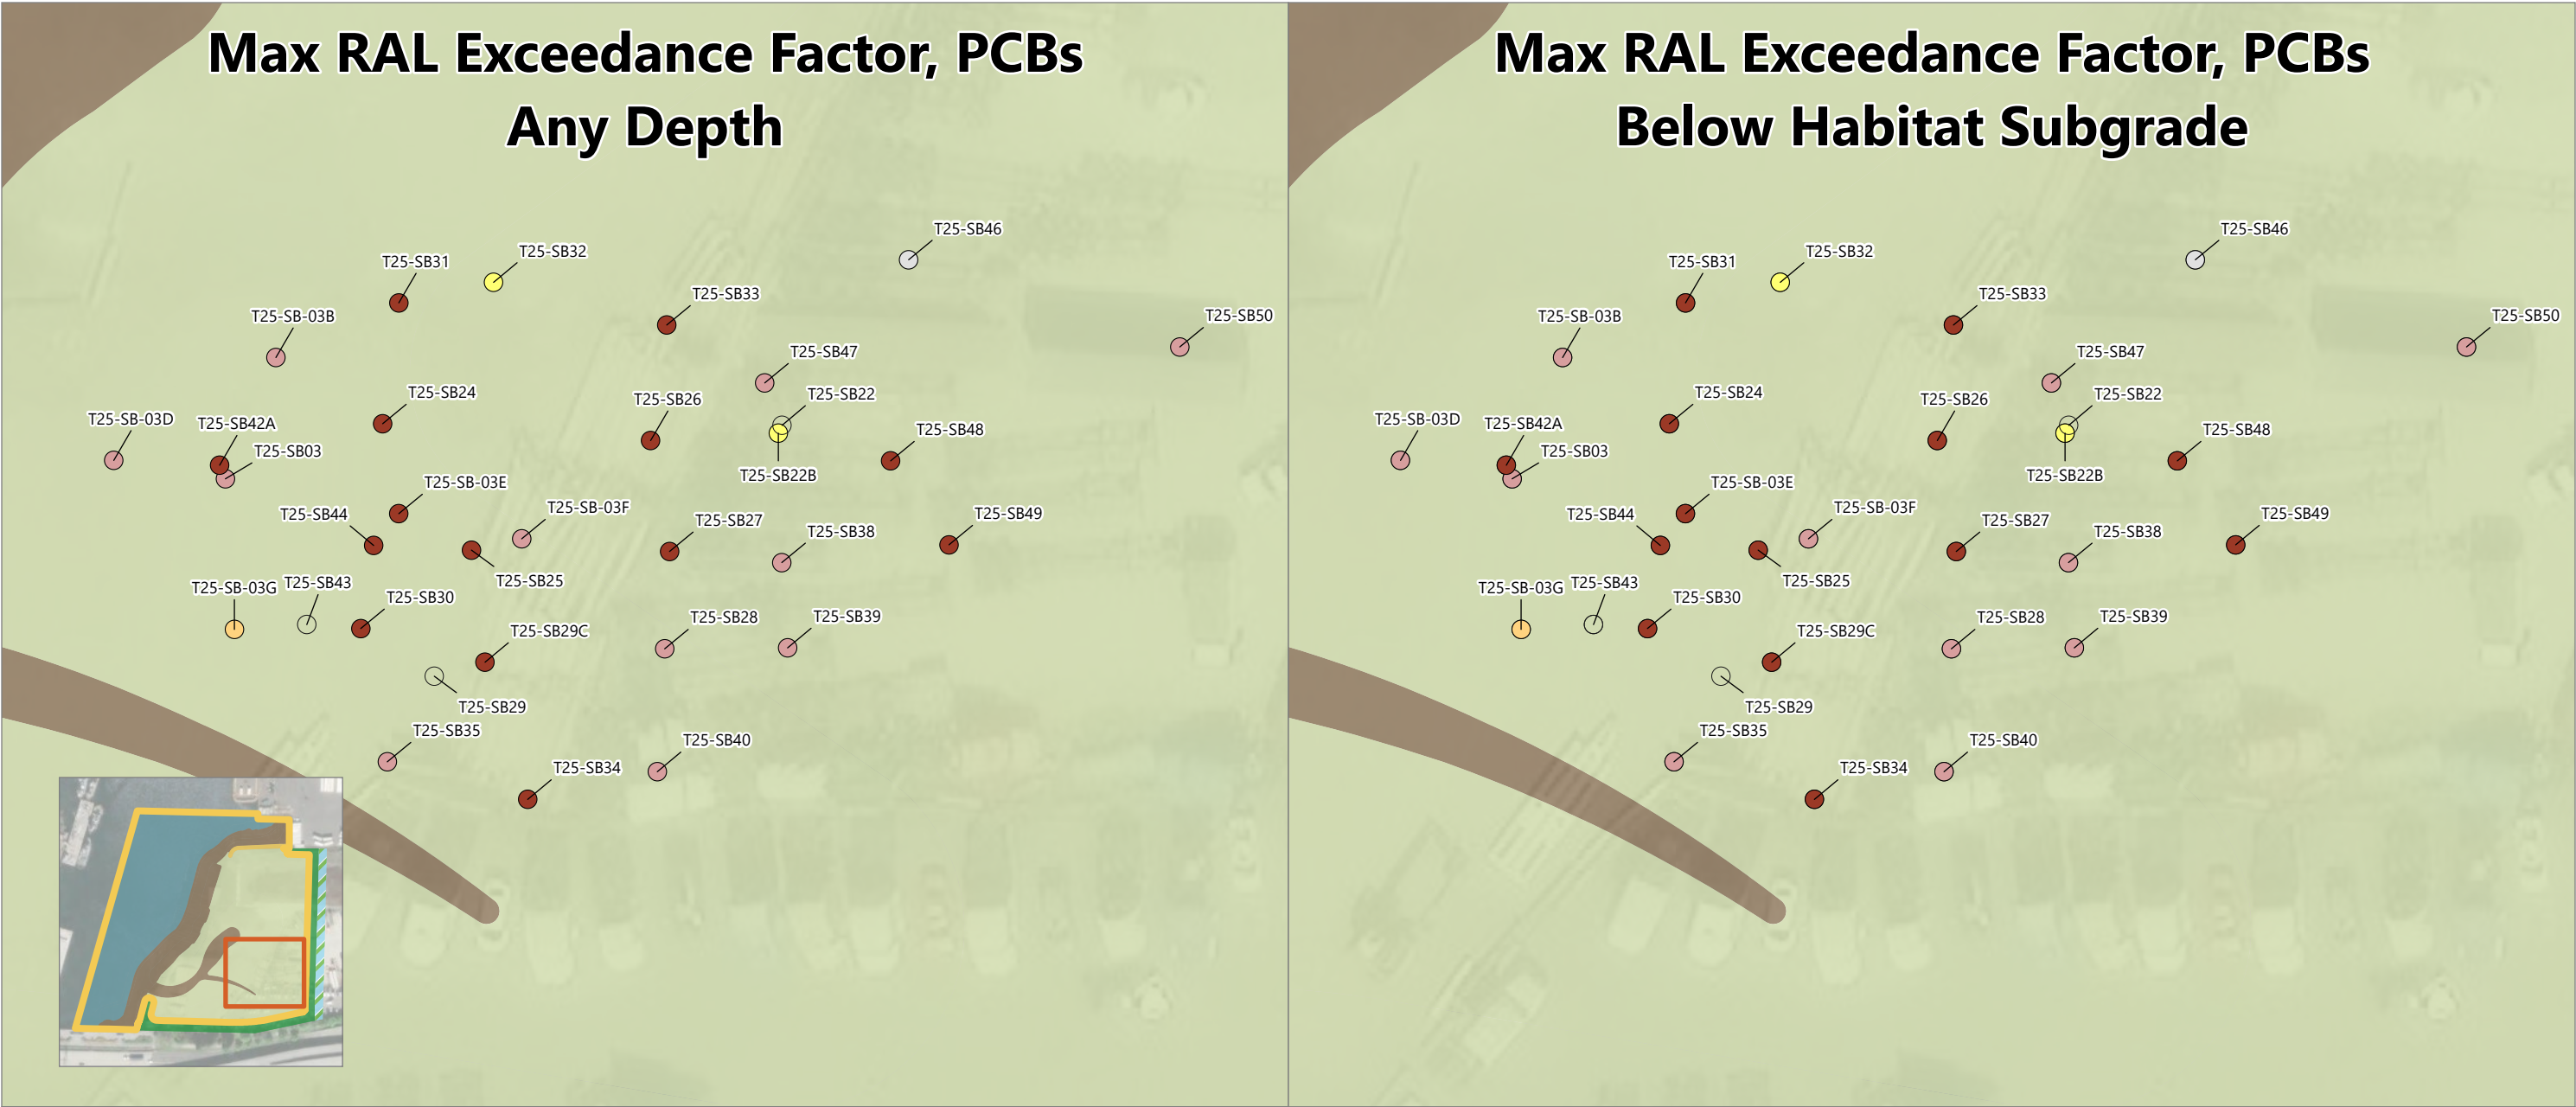 Max RAL Exceedance Factor, PCBs
Any Depth
T25-SB46
T25-SB32
T25-SB31
T25-SB33
T25-SB-03B
T25-SB50
T25-SB47
T25-SB24
T25-SB26
T25-SB22
T25-SB-03D
T25-SB42A
T25-SB48
T25-SB03
T25-SB22B
T25-SB-03E
T25-SB44
T25-SB-03F
T25-SB27
T25-SB49
T25-SB38
T25-SB25
T25-SB-03G
T25-SB43
T25-SB30
T25-SB28
T25-SB39
T25-SB29C
T25-SB29
T25-SB35
T25-SB40
T25-SB34
Max RAL Exceedance Factor, PCBs
Below Habitat Subgrade
T25-SB46
T25-SB32
T25-SB31
T25-SB33
T25-SB-03B
T25-SB50
T25-SB47
T25-SB24
T25-SB26
T25-SB22
T25-SB-03D
T25-SB42A
T25-SB48
T25-SB03
T25-SB22B
T25-SB-03E
T25-SB44
T25-SB-03F
T25-SB27
T25-SB49
T25-SB38
T25-SB25
T25-SB-03G
T25-SB43
T25-SB30
T25-SB28
T25-SB39
T25-SB29C
T25-SB29
T25-SB35
T25-SB40
T25-SB34